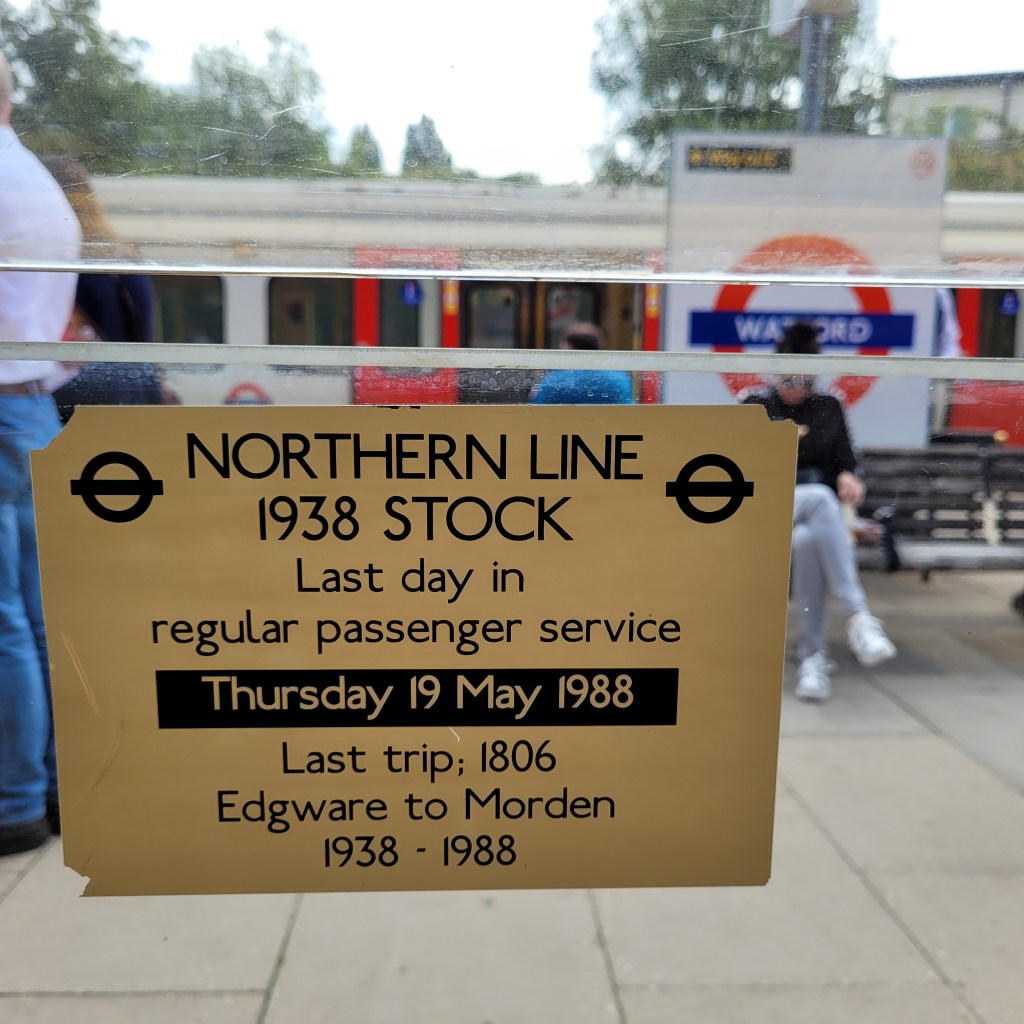 WATFORD
NORTHERN LINE
1938 STOCK
Last day in
regular passenger service
Thursday 19 May 1988
Last trip; 1806
Edgware to Morden
1938 - 1988